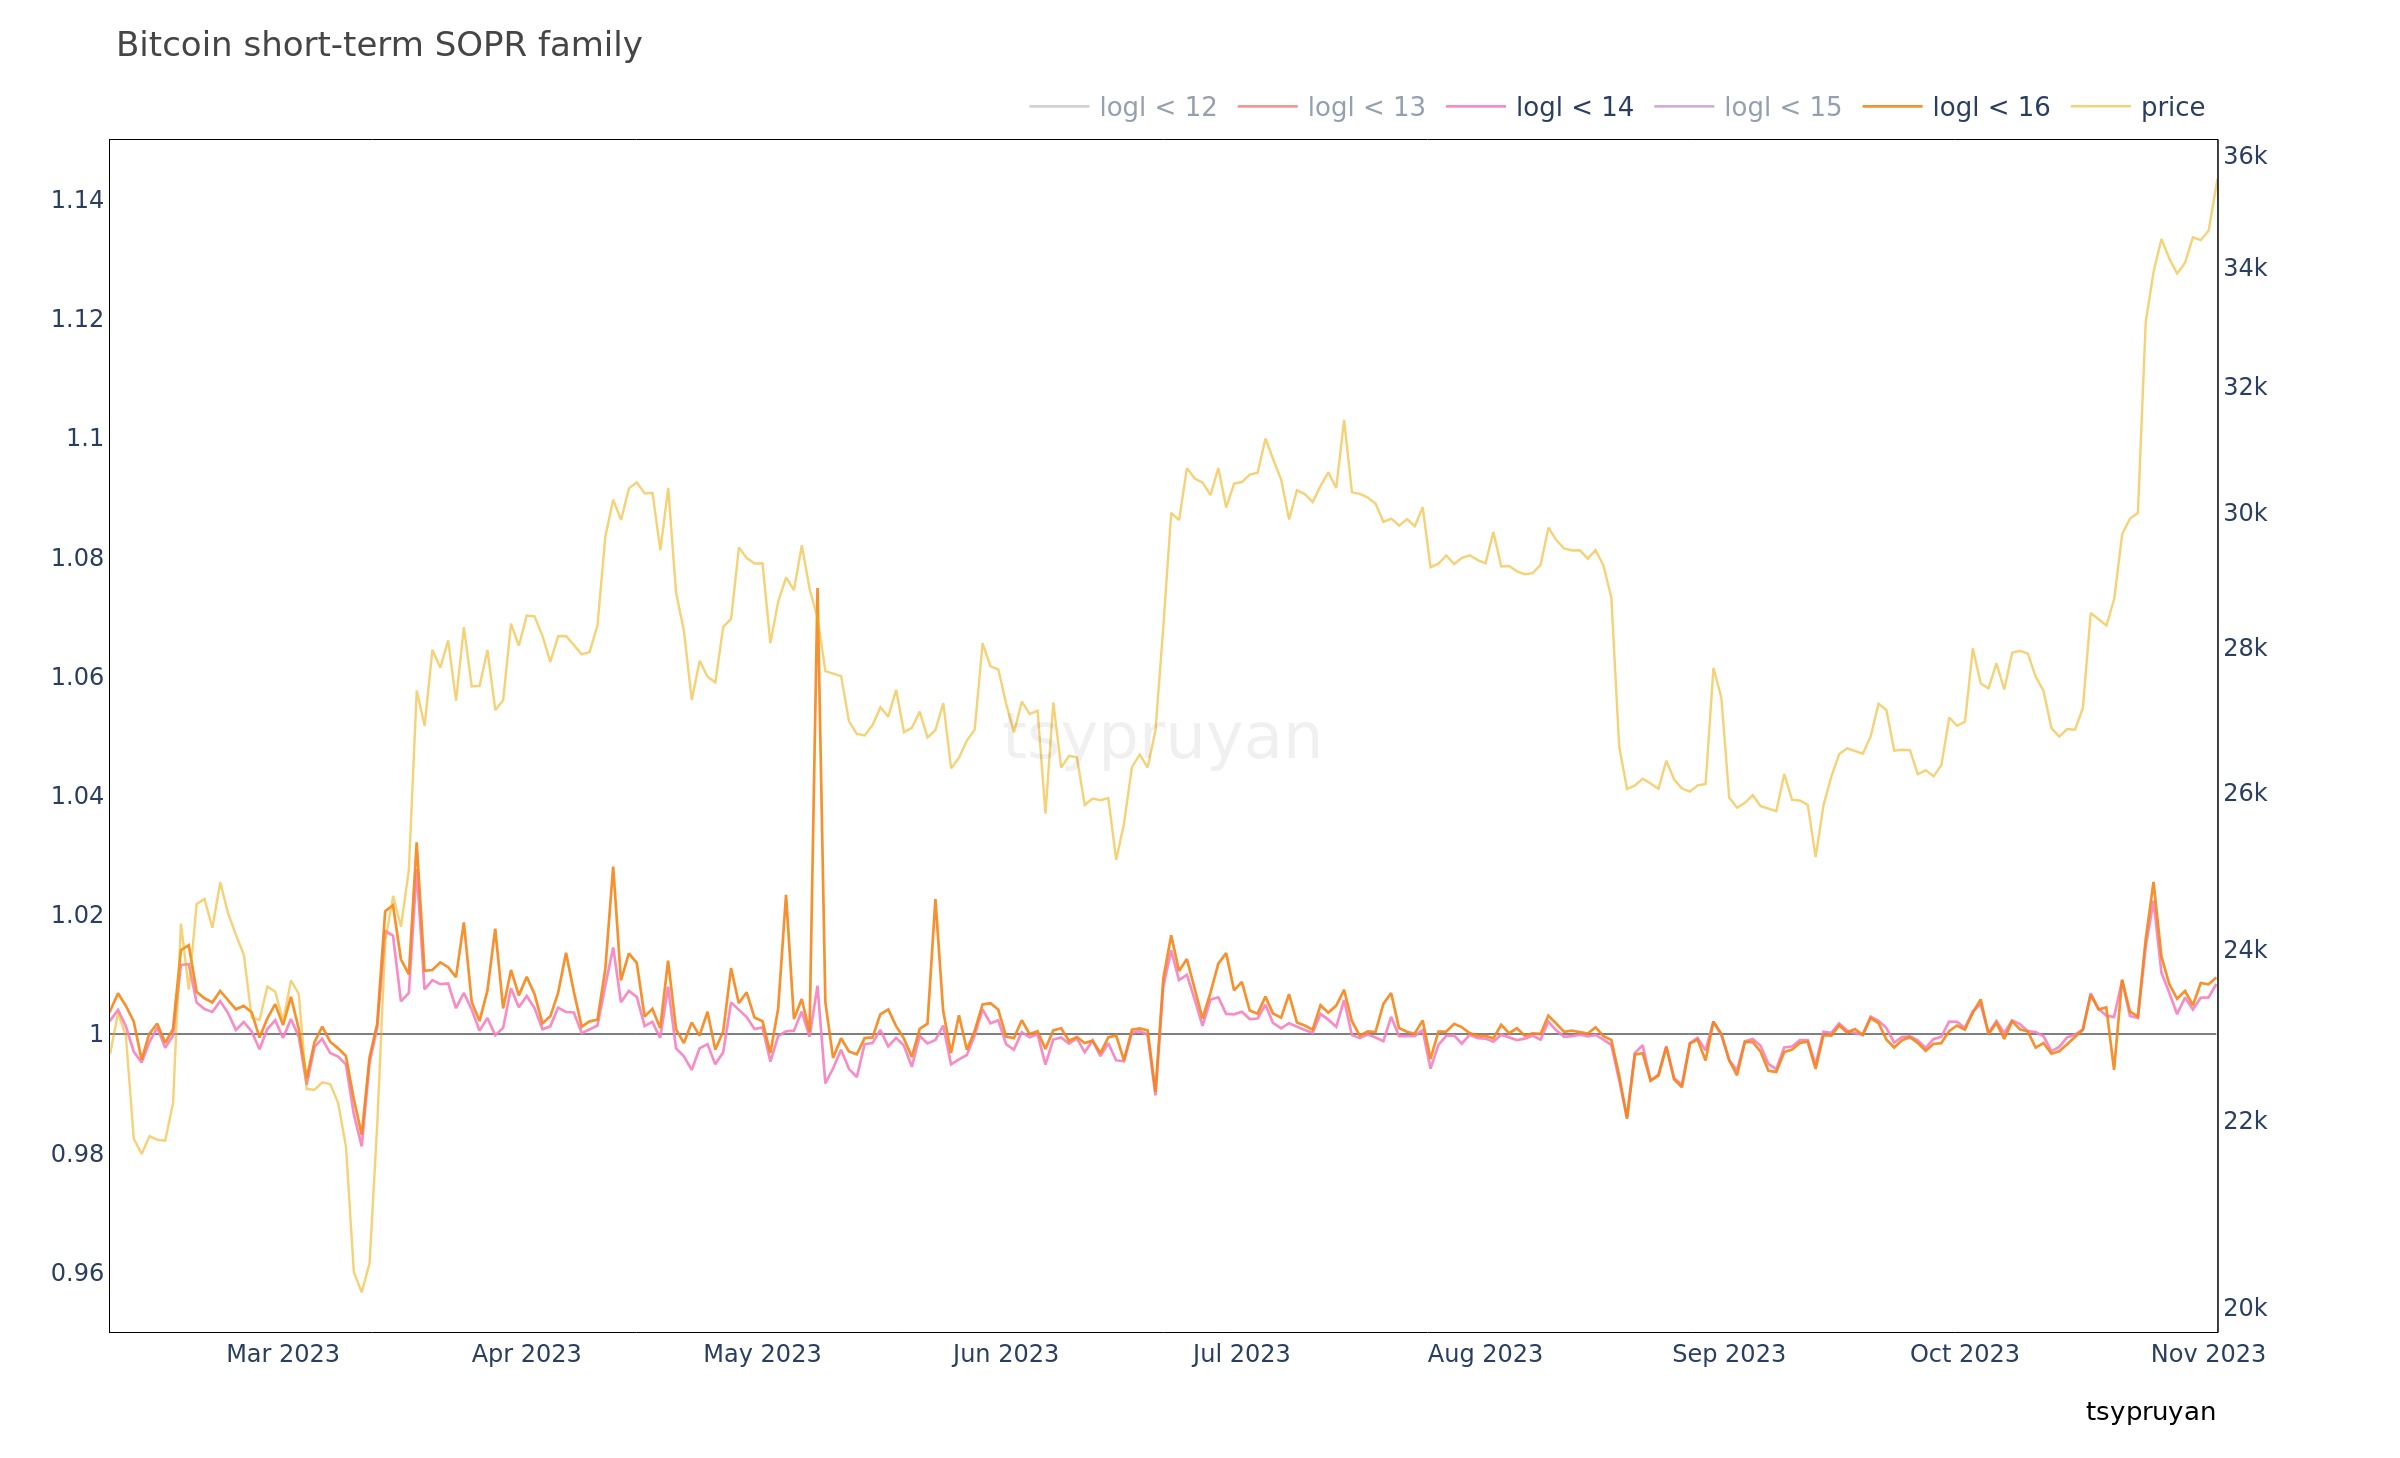 Bitcoin short-term SOPR family
logl < 12 logl < 13 logl < 14 logl < 15 logl < 16 price
36k
1.14
34k
1.12
32k
1.1
30k
1.08
28k
1.06
tsypruyan
26k
1.04
1.02
24k
1
22k
0.98
0.96
20k
Mar 2023 Apr 2023 May 2023 Jun 2023 Jul 2023 Aug 2023 Sep 2023 Oct 2023 Nov 2023
tsypruyan